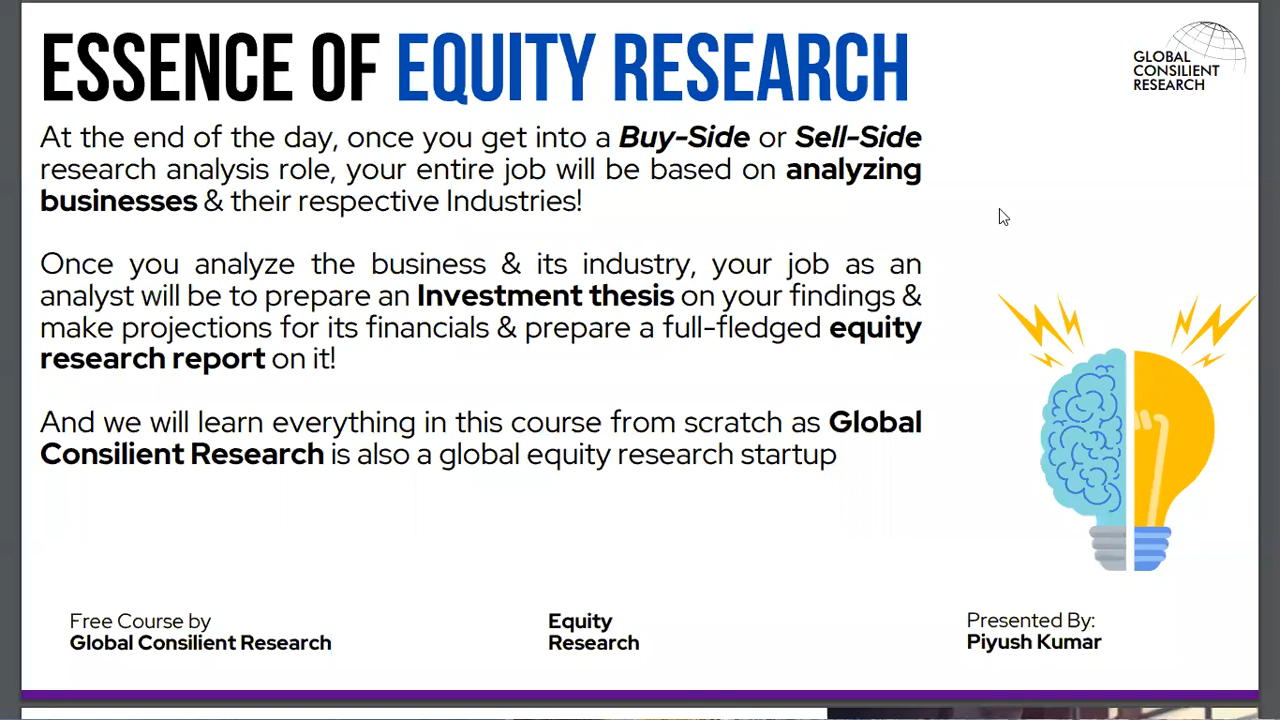 ESSENCE OF EQUITY RESEARCH
GLOBAL
CONSILIENT
RESEARCH
At the end of the day, once you get into a Buy-Side or Sell-Side
research analysis role, your entire job will be based on analyzing
businesses & their respective Industries!
Once you analyze the business & its industry, your job as an
analyst will be to prepare an Investment thesis on your findings &
make projections for its financials & prepare a full-fledged equity
research report on it!
And we will learn everything in this course from scratch as Global
Consilient Research is also a global equity research startup
Free Course by
Global Consilient Research
Equity
Research
Presented By:
Piyush Kumar